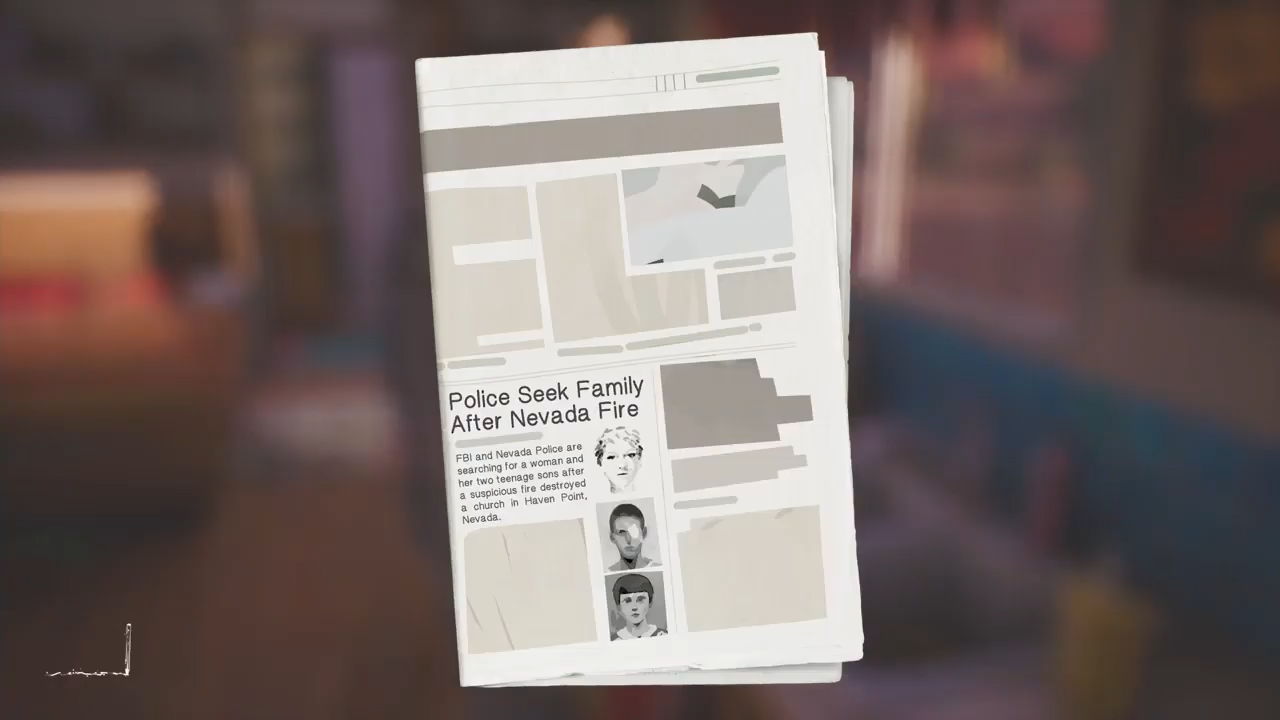 Police Seek Family
After Nevada Fire
FBI and Nevada Police are
searching for a woman and
her two teenage sons after
a suspicious fire destroyed
a church in Haven Point,
Nevada.